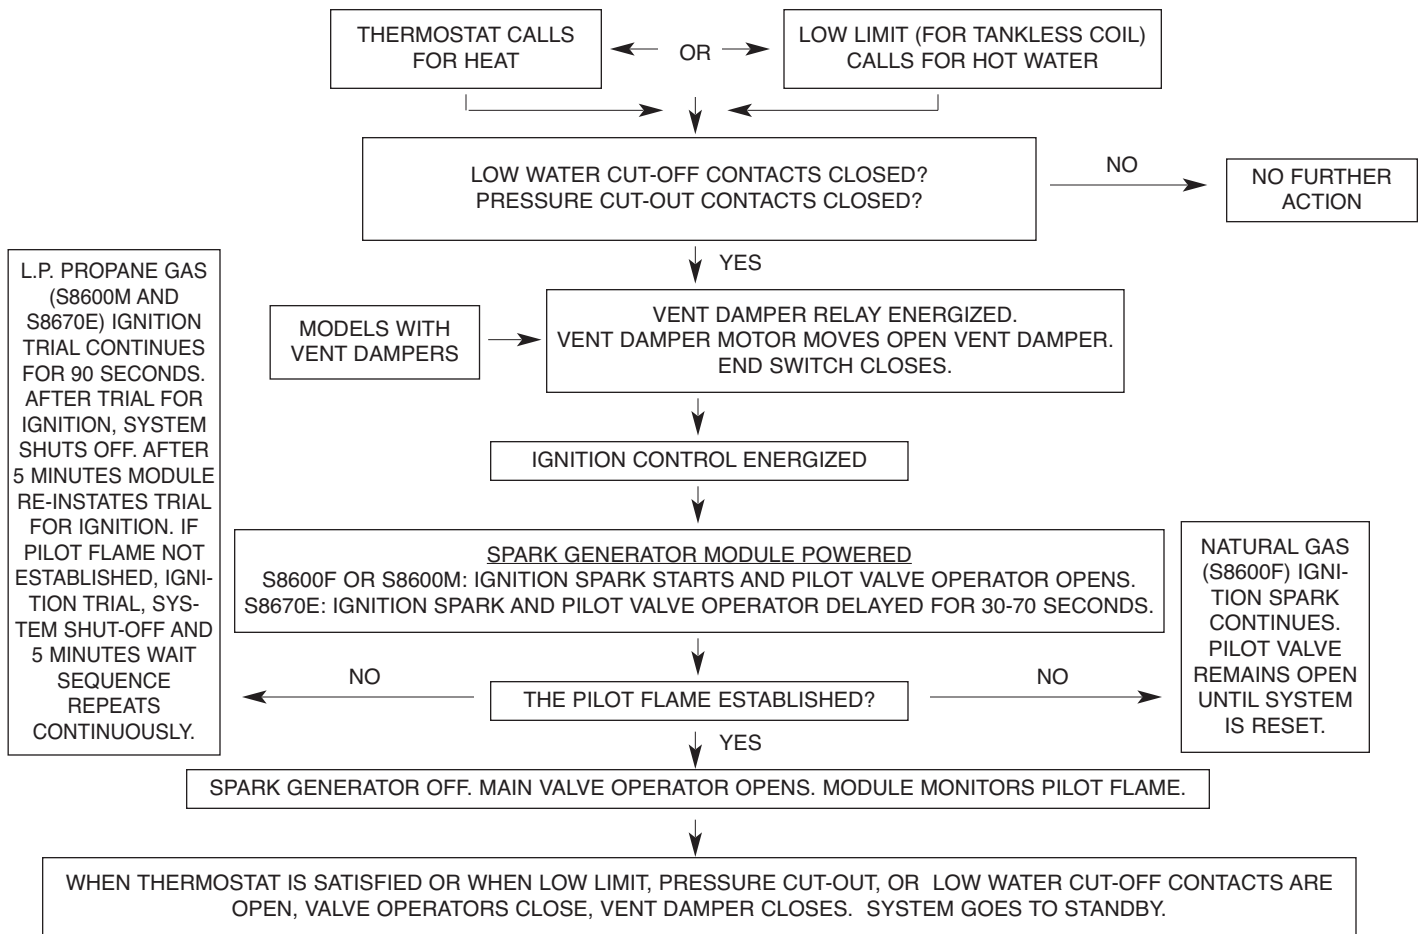 THERMOSTAT CALLS
FOR HEAT
OR
LOW LIMIT (FOR TANKLESS COIL)
CALLS FOR HOT WATER
LOW WATER CUT-OFF CONTACTS CLOSED?
PRESSURE CUT-OUT CONTACTS CLOSED?
NO
NO FURTHER
ACTION
YES
MODELS WITH
VENT DAMPERS
VENT DAMPER RELAY ENERGIZED.
VENT DAMPER MOTOR MOVES OPEN VENT DAMPER.
END SWITCH CLOSES.
IGNITION CONTROL ENERGIZED
SPARK GENERATOR MODULE POWERED
S8600F OR S8600M: IGNITION SPARK STARTS AND PILOT VALVE OPERATOR OPENS.
S8670E: IGNITION SPARK AND PILOT VALVE OPERATOR DELAYED FOR 30-70 SECONDS.
THE PILOT FLAME ESTABLISHED?
NO
L.P. PROPANE GAS
(S8600M AND
S8670E) IGNITION
TRIAL CONTINUES
FOR 90 SECONDS.
AFTER TRIAL FOR
IGNITION, SYSTEM
SHUTS OFF. AFTER
5 MINUTES MODULE
RE-INSTATES TRIAL
FOR IGNITION. IF
PILOT FLAME NOT
ESTABLISHED, IGNI-
TION TRIAL, SYS-
TEM SHUT-OFF AND
5 MINUTES WAIT
SEQUENCE
REPEATS
CONTINUOUSLY.
NO
NATURAL GAS
(S8600F) IGNI-
TION SPARK
CONTINUES.
PILOT VALVE
REMAINS OPEN
UNTIL SYSTEM
IS RESET.
YES
SPARK GENERATOR OFF. MAIN VALVE OPERATOR OPENS. MODULE MONITORS PILOT FLAME.
WHEN THERMOSTAT IS SATISFIED OR WHEN LOW LIMIT, PRESSURE CUT-OUT, OR LOW WATER CUT-OFF CONTACTS ARE
OPEN, VALVE OPERATORS CLOSE, VENT DAMPER CLOSES. SYSTEM GOES TO STANDBY.